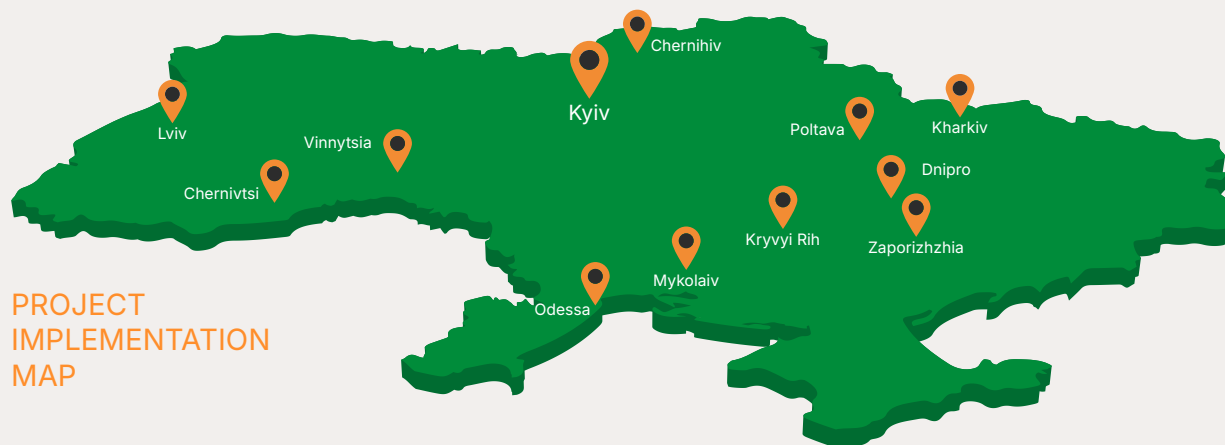 Chernihiv
Kyiv
Lviv
Vinnytsia
Poltava
Kharkiv
Chernivtsi
Dnipro
Kryvyi Rih
Zaporizhzhia
Mykolaiv
Odessa
PROJECT
IMPLEMENTATION
MAP